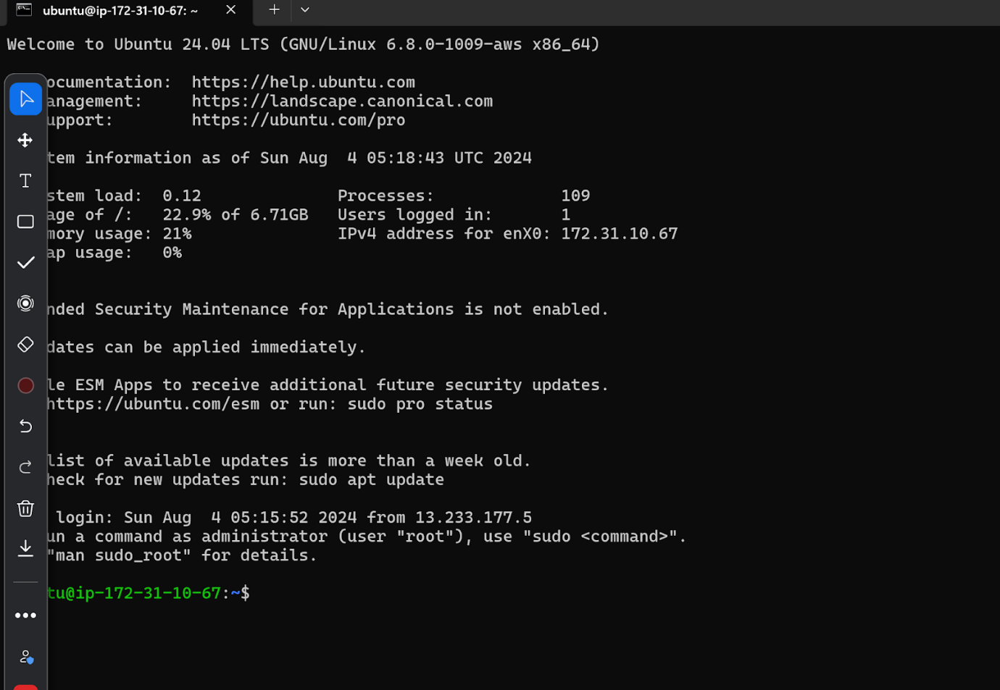 ubuntu@ip-172-31-10-67: ~
Welcome to Ubuntu 24.04 LTS (GNU/Linux 6.8.0-1009-aws x86_64)
ocumentation:  https://help.ubuntu.com
anagement:     https://landscape.canonical.com
upport:        https://ubuntu.com/pro
tem information as of Sun Aug  4 05:18:43 UTC 2024
stem load:  0.12              Processes:             109
age of /:   22.9% of 6.71GB   Users logged in:       1
mory usage: 21%               IPv4 address for enX0: 172.31.10.67
ap usage:   0%
nded Security Maintenance for Applications is not enabled.
dates can be applied immediately.
le ESM Apps to receive additional future security updates.
https://ubuntu.com/esm or run: sudo pro status
list of available updates is more than a week old.
heck for new updates run: sudo apt update
login: Sun Aug  4 05:15:52 2024 from 13.233.177.5
un a command as administrator (user "root"), use "sudo <command>".
"man sudo_root" for details.
tu@ip-172-31-10-67:~$